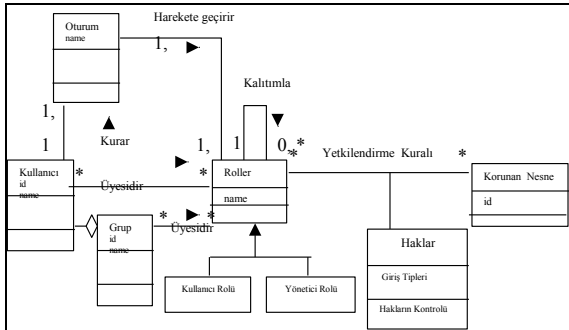 Harekete geçirir
Oturum
name
1,
Kalıtımla
1,
1
Kurar
1,
1
0,*
*
Yetkilendirme Kuralı
*
Kullanıcı
id
name
*
Üyesidir
*
Roller
name
Korunan Nesne
id
Grup
id
name
*
Üyesidir
*
Haklar
Giriş Tipleri
Hakların Kontrolü
Kullanıcı Rolü
Yönetici Rolü